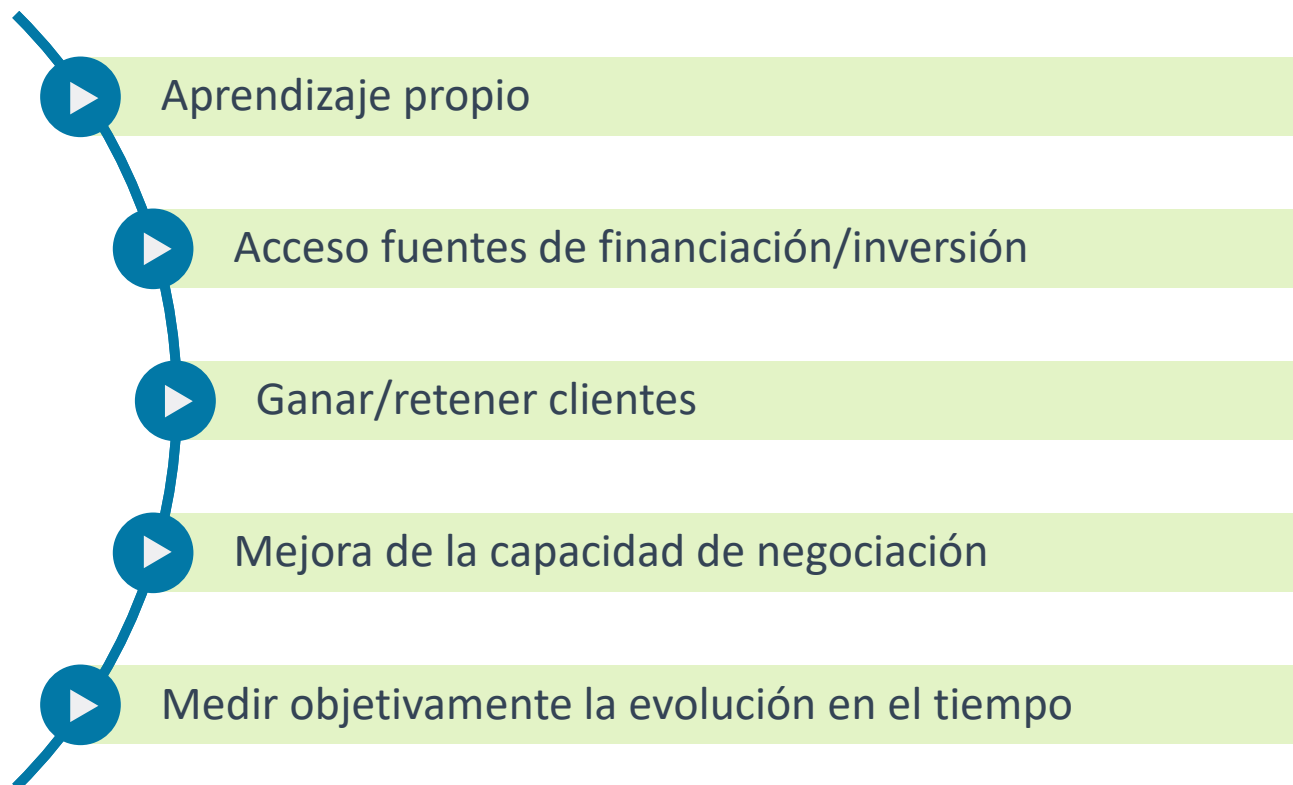 Aprendizaje propio
Acceso fuentes de financiación/inversión
Ganar/retener clientes
Mejora de la capacidad de negociación
Medir objetivamente la evolución en el tiempo